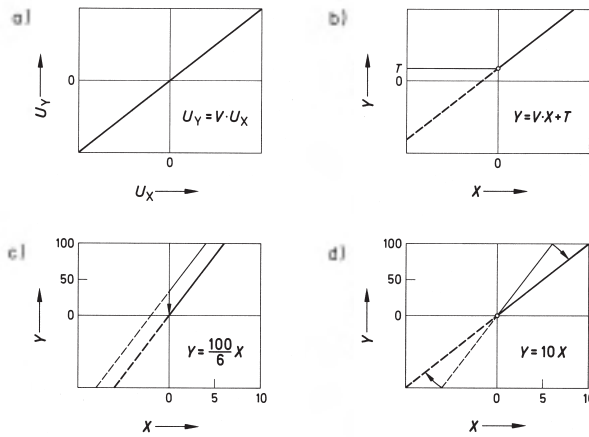 a)
0
U_Y
U_Y = V · U_X
0
U_X
b)
T
0
Y
Y = V · X + T
0
X
c)
100
50
0
Y
Y = 100/6 X
0 5 10
X
d)
100
50
0
Y
Y = 10 X
0 5 10
X